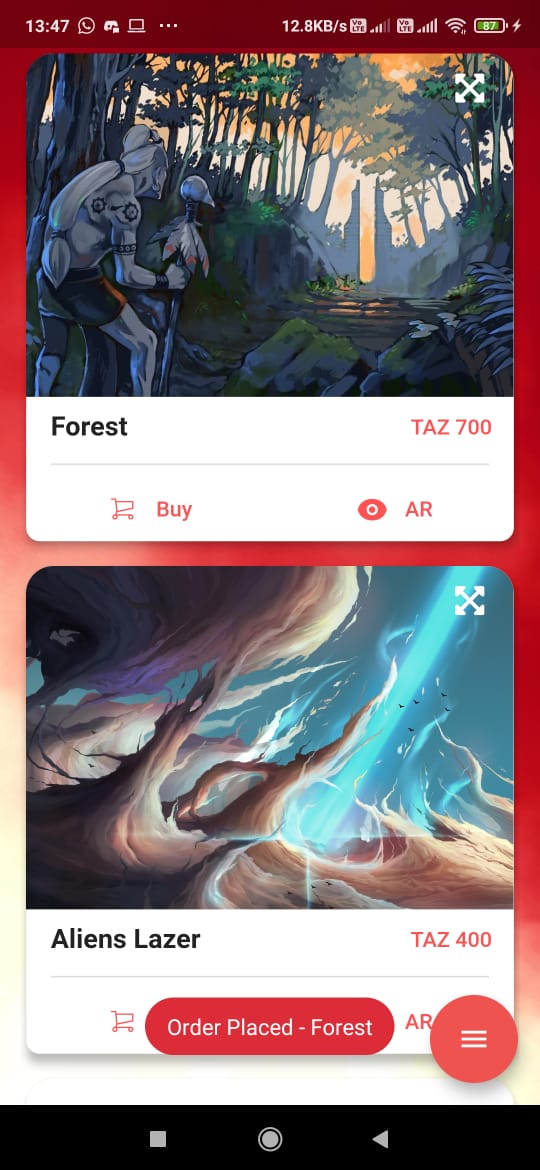 13:47 12.8KB/s Vo LTE Vo LTE 87
Forest TAZ 700
Buy AR
Aliens Lazer TAZ 400
Order Placed - Forest AR